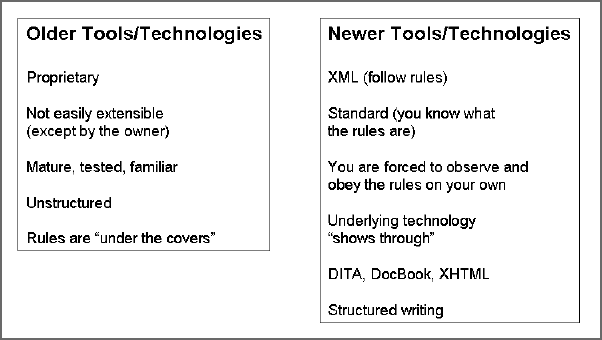 Older Tools/Technologies
Proprietary
Not easily extensible
(except by the owner)
Mature, tested, familiar
Unstructured
Rules are “under the covers”
Newer Tools/Technologies
XML (follow rules)
Standard (you know what
the rules are)
You are forced to observe and
obey the rules on your own
Underlying technology
“shows through”
DITA, DocBook, XHTML
Structured writing